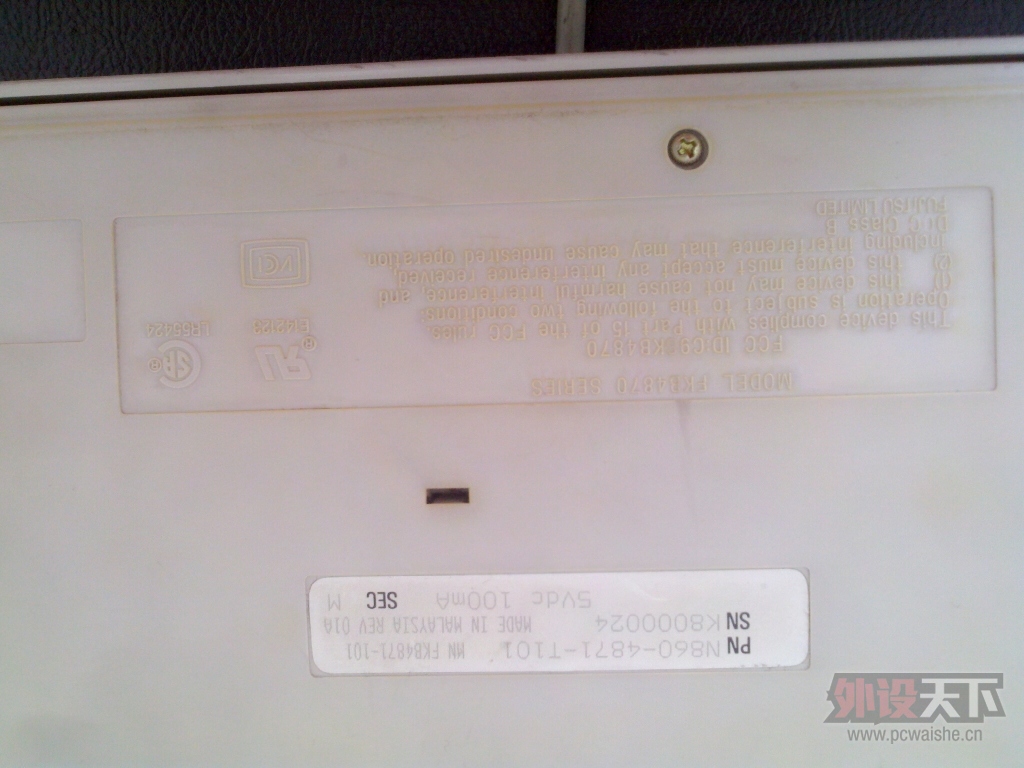 MODEL FKB4870 SERIES
FCC ID:C9SKB4870
This device complies with Part 15 of the FCC rules.
Operation is subject to the following two conditions:
(1) this device may not cause harmful interference, and
(2) this device must accept any interference received,
including interference that may cause undesired operation.
D.O.C Class B
FUJITSU LIMITED
UR
®
E142123
SA
®
LR55424
VCI
PN N860-4871-T101 MN FKB4871-101
SN K8000024 MADE IN MALAYSIA REV 01A
5Vdc 100mA SEC M
外设天下
www.pcwaishe.cn